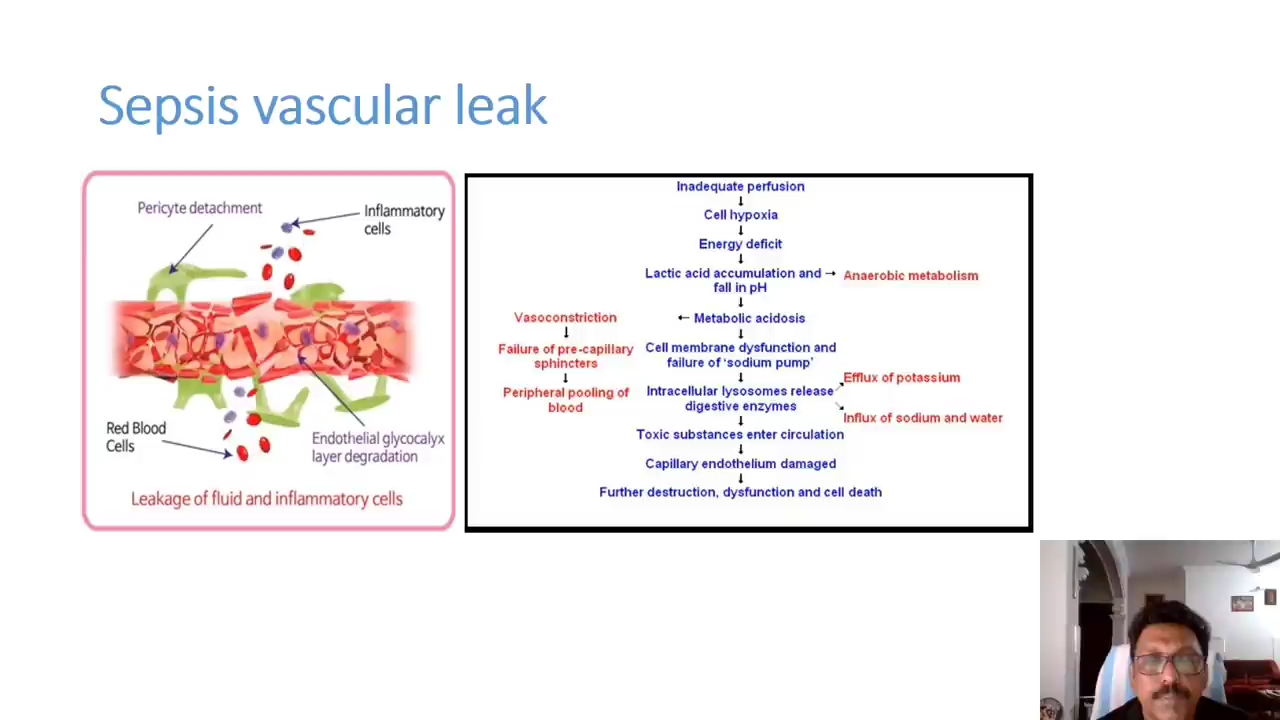 Sepsis vascular leak
Pericyte detachment
Inflammatory
cells
Red Blood
Cells
Endothelial glycocalyx
layer degradation
Leakage of fluid and inflammatory cells
Inadequate perfusion
Cell hypoxia
Energy deficit
Lactic acid accumulation and
fall in pH
Anaerobic metabolism
Metabolic acidosis
Vasoconstriction
Failure of pre-capillary
sphincters
Peripheral pooling of
blood
Cell membrane dysfunction and
failure of 'sodium pump'
Intracellular lysosomes release
digestive enzymes
Efflux of potassium
Influx of sodium and water
Toxic substances enter circulation
Capillary endothelium damaged
Further destruction, dysfunction and cell death